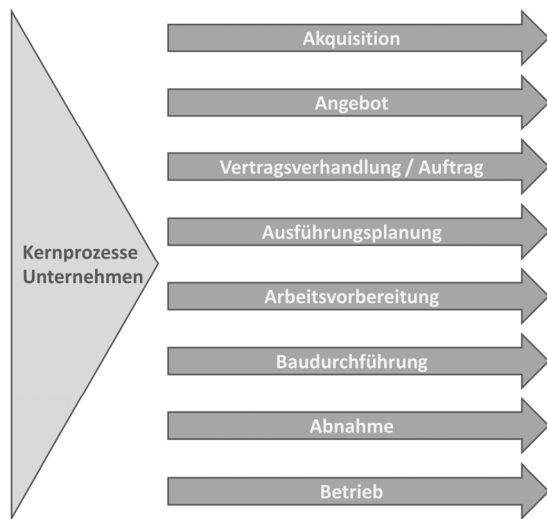 Akquisition
Angebot
Vertragsverhandlung / Auftrag
Ausführungsplanung
Kernprozesse
Unternehmen
Arbeitsvorbereitung
Baudurchführung
Abnahme
Betrieb